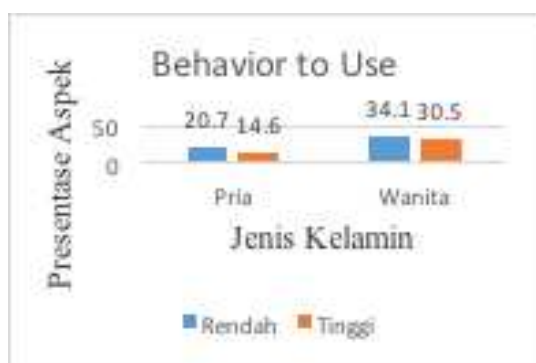 Behavior to Use
Presentase Aspek
50
0
20.7
14.6
34.1
30.5
Pria
Wanita
Jenis Kelamin
Rendah
Tinggi